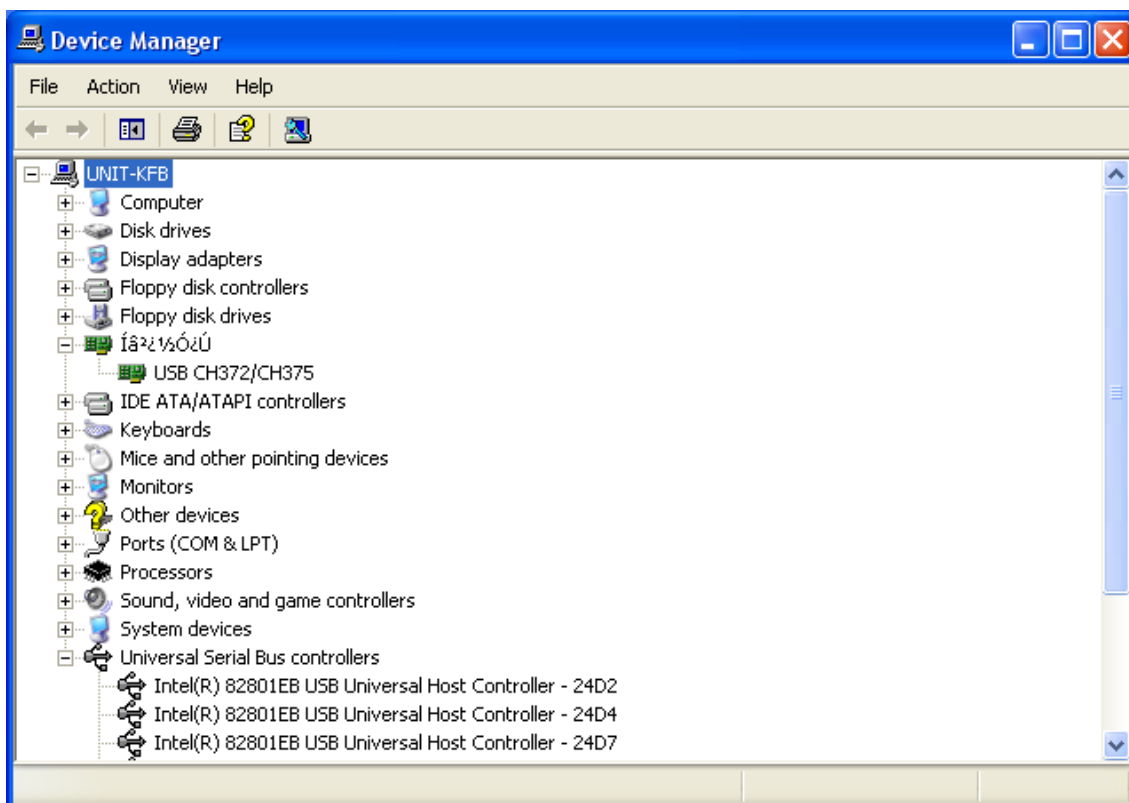 Device Manager
File Action View Help
UNIT-KFB
Computer
Disk drives
Display adapters
Floppy disk controllers
Floppy disk drives
Íâ²¿½Ó¿Ú
USB CH372/CH375
IDE ATA/ATAPI controllers
Keyboards
Mice and other pointing devices
Monitors
Other devices
Ports (COM & LPT)
Processors
Sound, video and game controllers
System devices
Universal Serial Bus controllers
Intel(R) 82801EB USB Universal Host Controller - 24D2
Intel(R) 82801EB USB Universal Host Controller - 24D4
Intel(R) 82801EB USB Universal Host Controller - 24D7